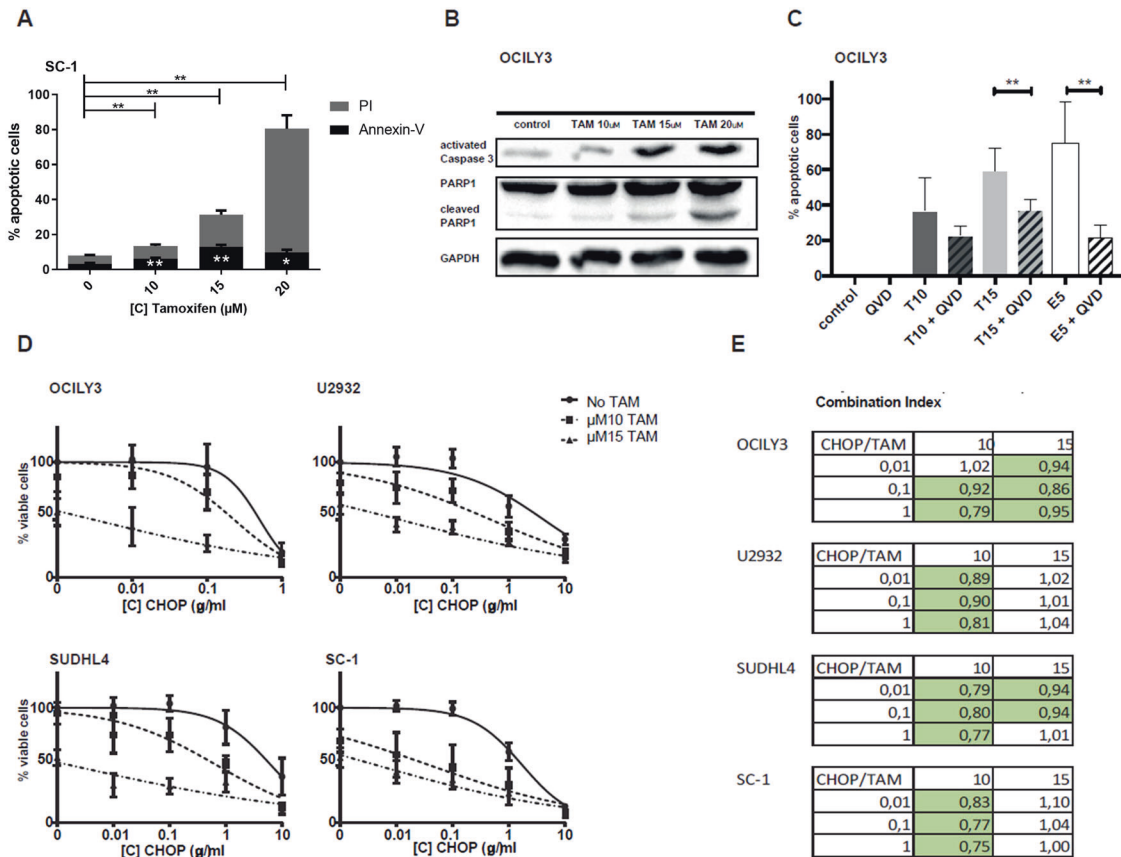 A
SC-1
**
**
**
100
80
60
40
20
0
% apoptotic cells
PI
Annexin-V
**
**
*
0
10
15
20
[C] Tamoxifen (µM)
B
OCILY3
control
TAM 10uM
TAM 15uM
TAM 20uM
activated
Caspase 3
PARP1
cleaved
PARP1
GAPDH
C
OCILY3
**
**
100
80
60
40
20
0
% apoptotic cells
control
QVD
T10
T10 + QVD
T15
T15 + QVD
E5
E5 + QVD
D
OCILY3
100
50
0
% viable cells
0
0.01
0.1
1
[C] CHOP (g/ml)
U2932
100
50
0
0
0.01
0.1
1
10
[C] CHOP (g/ml)
No TAM
µM10 TAM
µM15 TAM
SUDHL4
100
50
0
% viable cells
0
0.01
0.1
1
10
[C] CHOP (g/ml)
SC-1
100
50
0
0
0.01
0.1
1
10
[C] CHOP (g/ml)
E
Combination Index
OCILY3
CHOP/TAM 10 15
0,01 1,02 0,94
0,1 0,92 0,86
1 0,79 0,95
U2932
CHOP/TAM 10 15
0,01 0,89 1,02
0,1 0,90 1,01
1 0,81 1,04
SUDHL4
CHOP/TAM 10 15
0,01 0,79 0,94
0,1 0,80 0,94
1 0,77 1,01
SC-1
CHOP/TAM 10 15
0,01 0,83 1,10
0,1 0,77 1,04
1 0,75 1,00